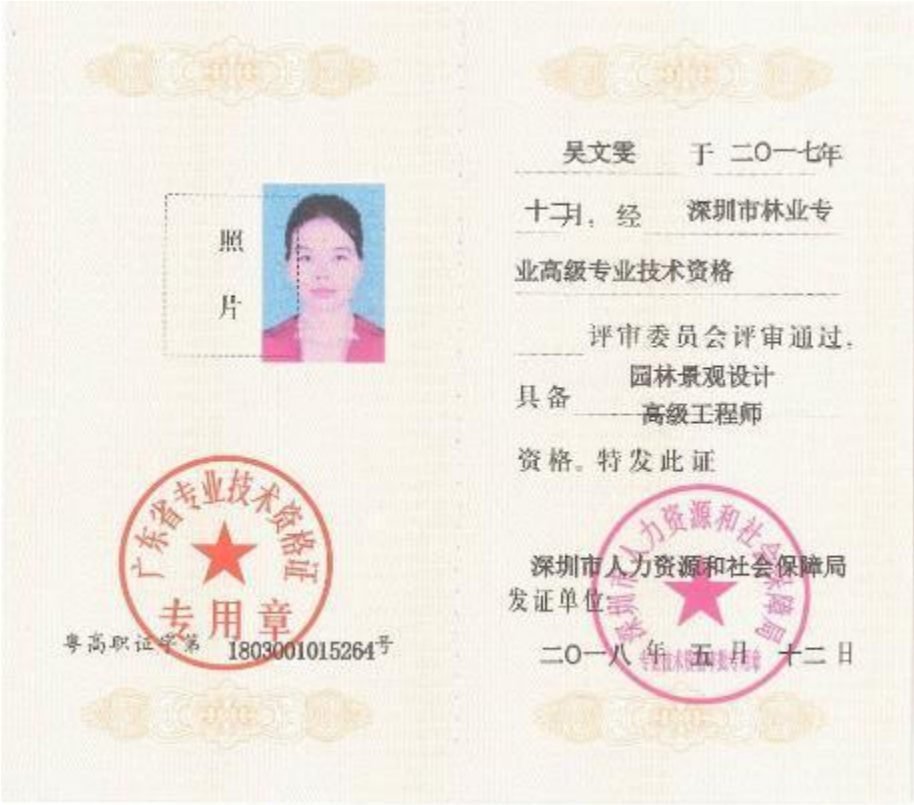 照
片
广东省专业技术资格证
专用章
粤高职证字第 1803001015264号
吴文雯 于 二O一七年
十二月，经 深圳市林业专
业高级专业技术资格
评审委员会评审通过，
具备 园林景观设计
高级工程师
资格。特发此证
深圳市人力资源和社会保障局
深圳市人力资源和社会保障局
发证单位
二O一八 年 五 月 十二 日